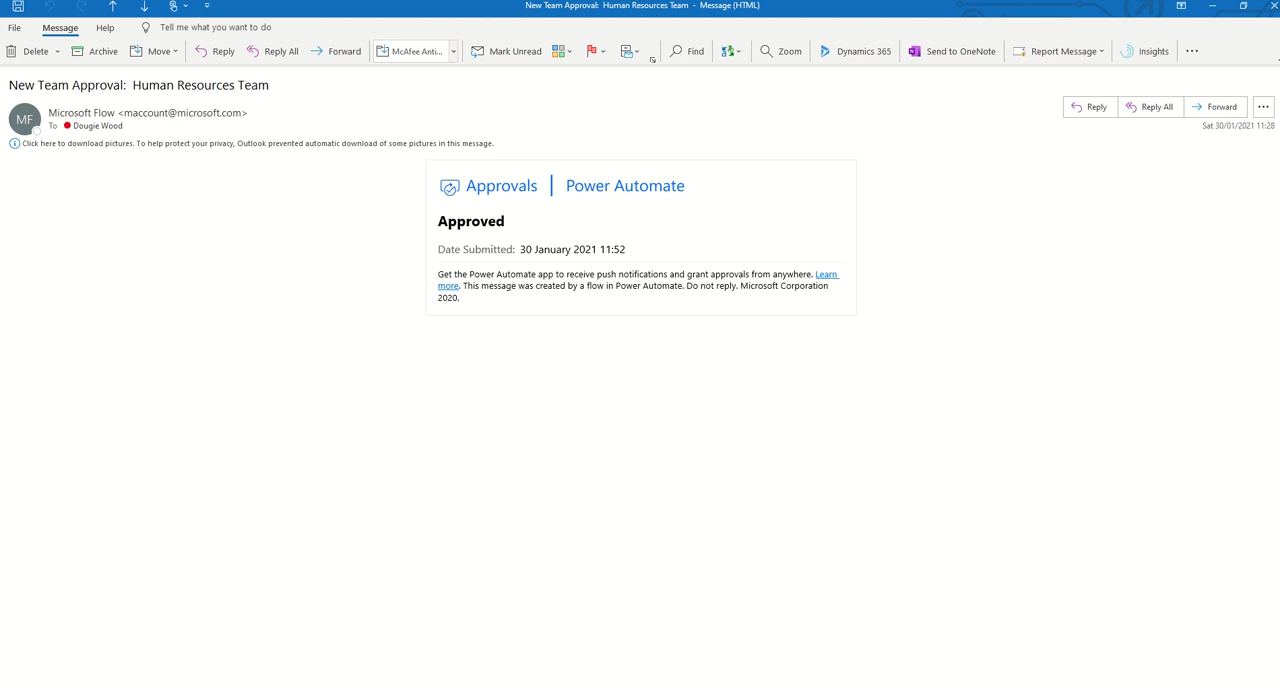 New Team Approval: Human Resources Team - Message (HTML)
File Message Help Tell me what you want to do
Delete Archive Move Reply Reply All Forward McAfee Anti... Mark Unread Find Zoom Dynamics 365 Send to OneNote Report Message Insights ...
New Team Approval: Human Resources Team
MF
Microsoft Flow <maccount@microsoft.com>
To Dougie Wood
Reply Reply All Forward ...
Sat 30/01/2021 11:28
Click here to download pictures. To help protect your privacy, Outlook prevented automatic download of some pictures in this message.
Approvals | Power Automate
Approved
Date Submitted: 30 January 2021 11:52
Get the Power Automate app to receive push notifications and grant approvals from anywhere. Learn
more. This message was created by a flow in Power Automate. Do not reply. Microsoft Corporation
2020.